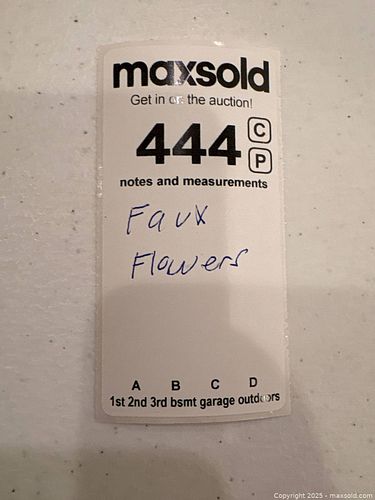 maxsold
Get in on the auction!
444 C
P
notes and measurements
Faux
Flowers
A B C D
1st 2nd 3rd bsmt garage outdoors
Copyright 2025 - maxsold.com